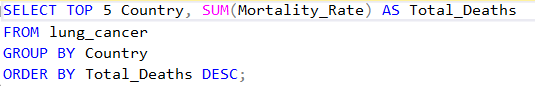 SELECT TOP 5 Country, SUM(Mortality_Rate) AS Total_Deaths
FROM lung_cancer
GROUP BY Country
ORDER BY Total_Deaths DESC;